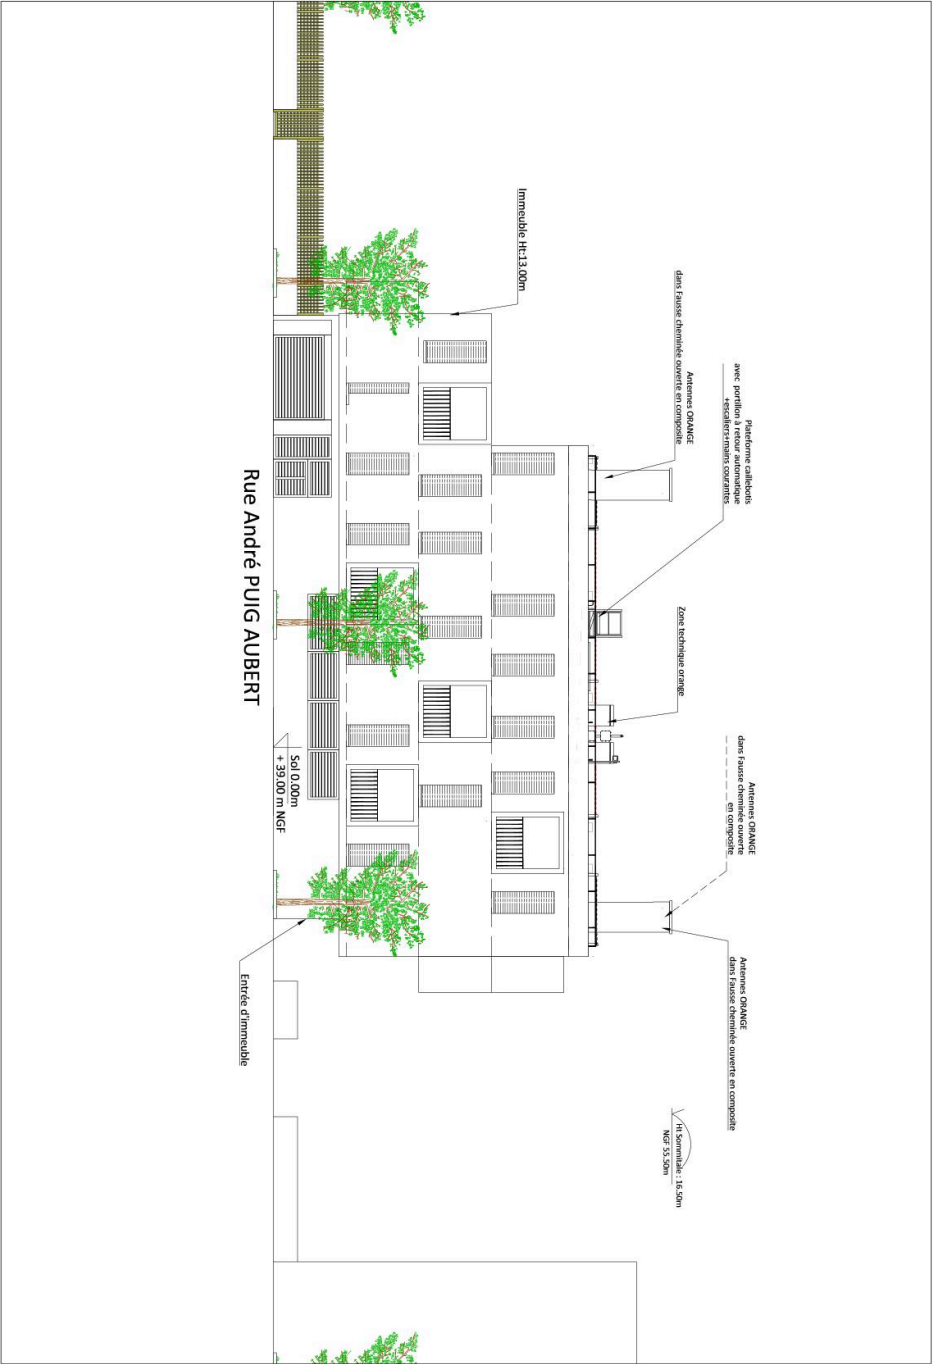 Immeuble Ht:13.00m
Antennes ORANGE
dans Fausse cheminée ouverte en composite
Plateforme caillebotis
avec portillon à retour automatique
+escaliers+mains courantes
Zone technique orange
Antennes ORANGE
dans Fausse cheminée ouverte
en composite
Antennes ORANGE
dans Fausse cheminée ouverte en composite
Ht Sommitale : 16.50m
NGF 55.50m
Rue André PUIG AUBERT
Sol 0.00m
+ 39.00 m NGF
Entrée d'immeuble